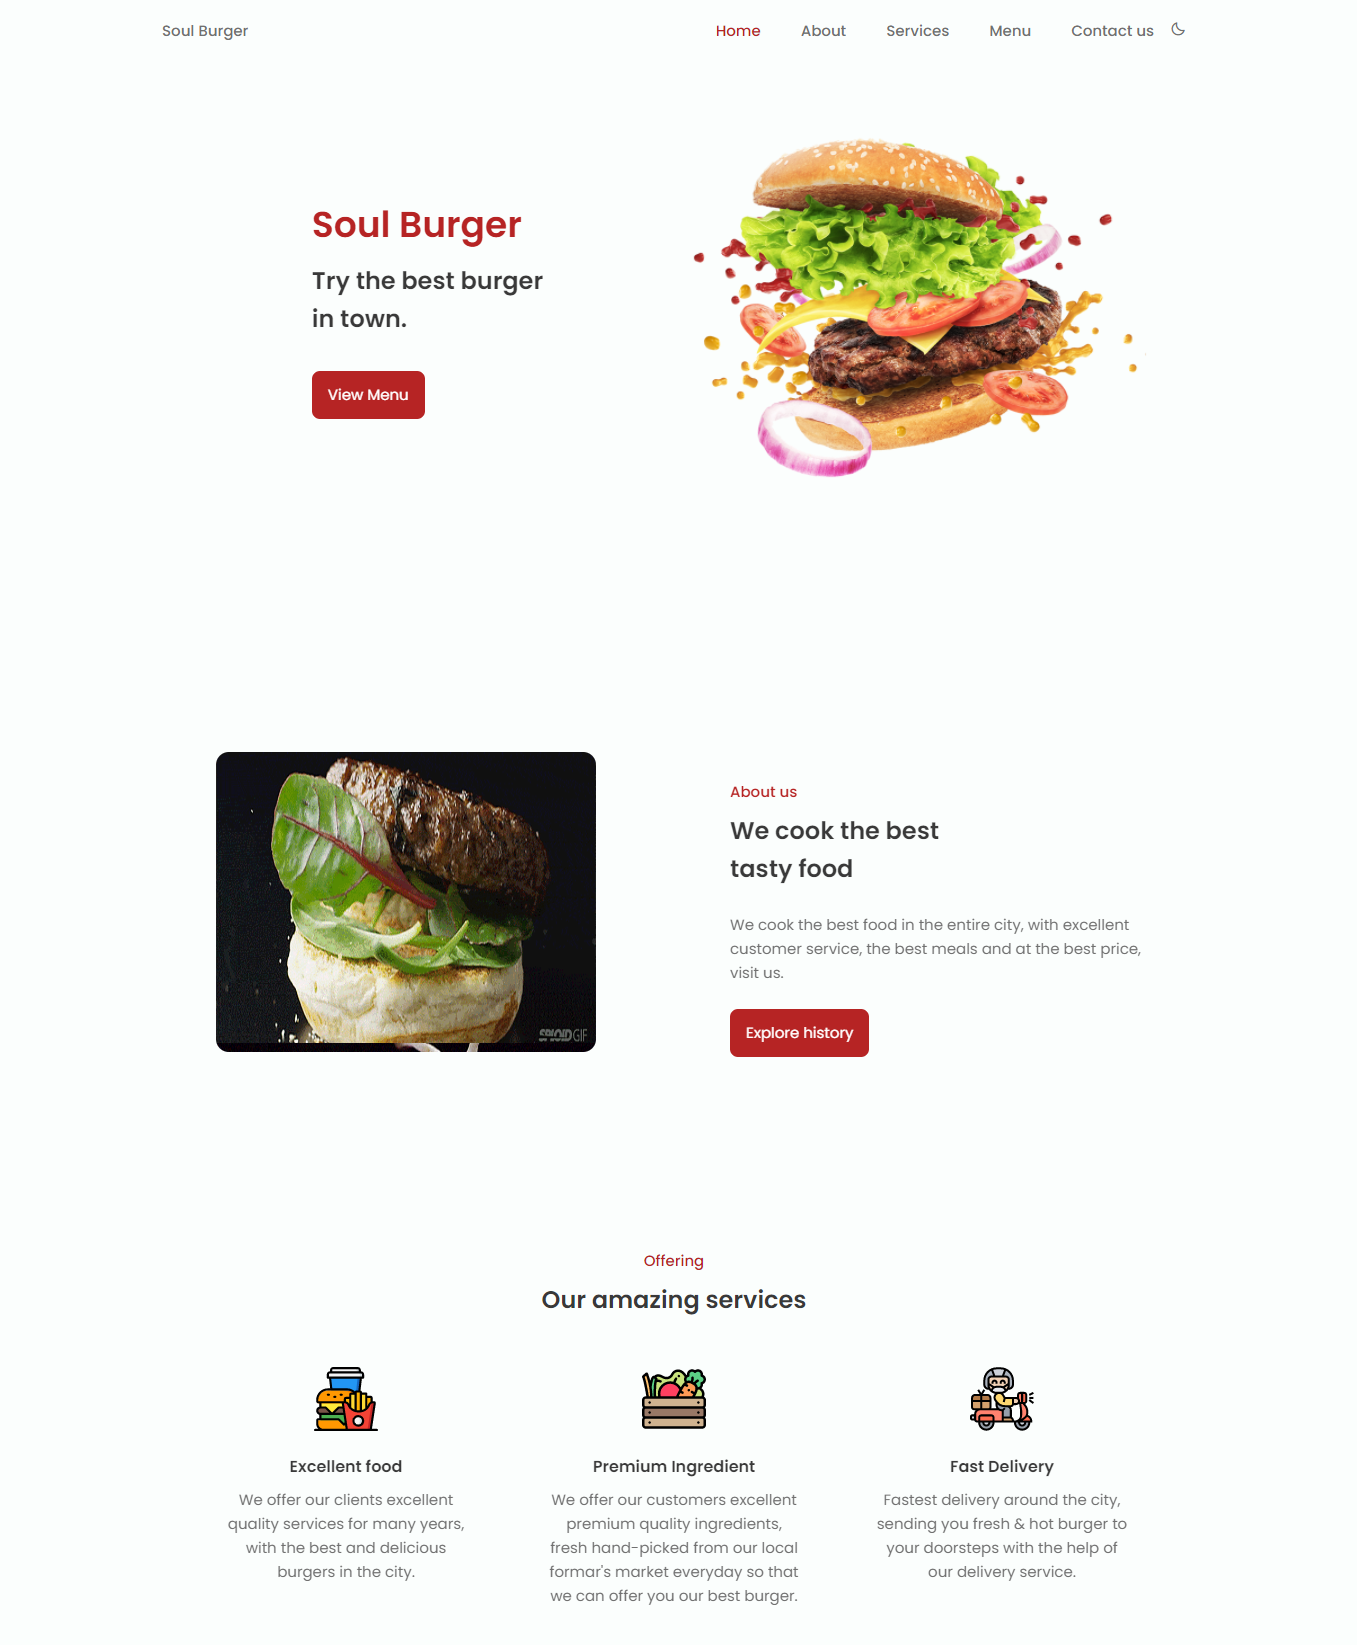 Soul Burger
Home About Services Menu Contact us
Soul Burger
Try the best burger
in town.
View Menu
SPLOID GIF
About us
We cook the best
tasty food
We cook the best food in the entire city, with excellent
customer service, the best meals and at the best price,
visit us.
Explore history
Offering
Our amazing services
Excellent food
We offer our clients excellent
quality services for many years,
with the best and delicious
burgers in the city.
Premium Ingredient
We offer our customers excellent
premium quality ingredients,
fresh hand-picked from our local
formar's market everyday so that
we can offer you our best burger.
Fast Delivery
Fastest delivery around the city,
sending you fresh & hot burger to
your doorsteps with the help of
our delivery service.